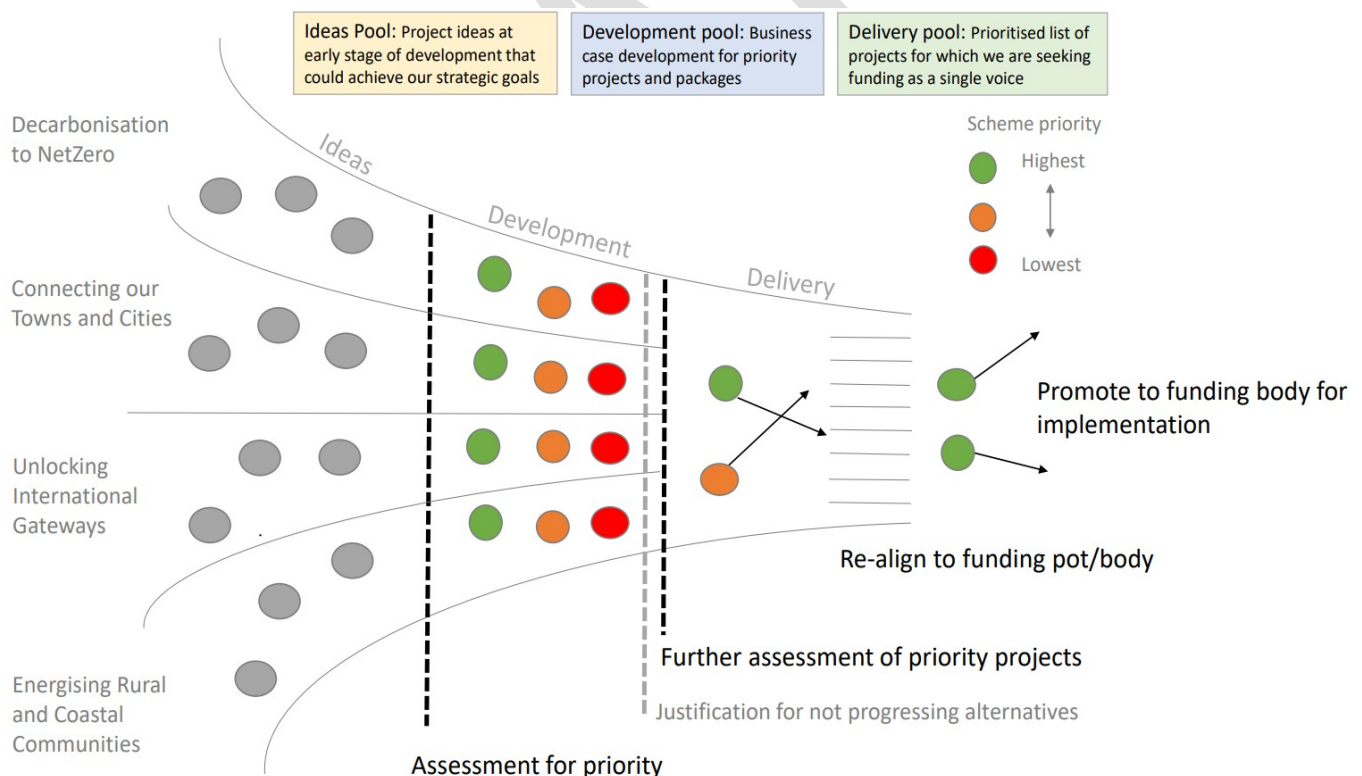 Ideas Pool: Project ideas at
early stage of development that
could achieve our strategic goals
Development pool: Business
case development for priority
projects and packages
Delivery pool: Prioritised list of
projects for which we are seeking
funding as a single voice
Decarbonisation
to NetZero
Ideas
Scheme priority
Highest
Lowest
Development
Delivery
Connecting our
Towns and Cities
Promote to funding body for
implementation
Unlocking
International
Gateways
Re-align to funding pot/body
Further assessment of priority projects
Justification for not progressing alternatives
Energising Rural
and Coastal
Communities
Assessment for priority